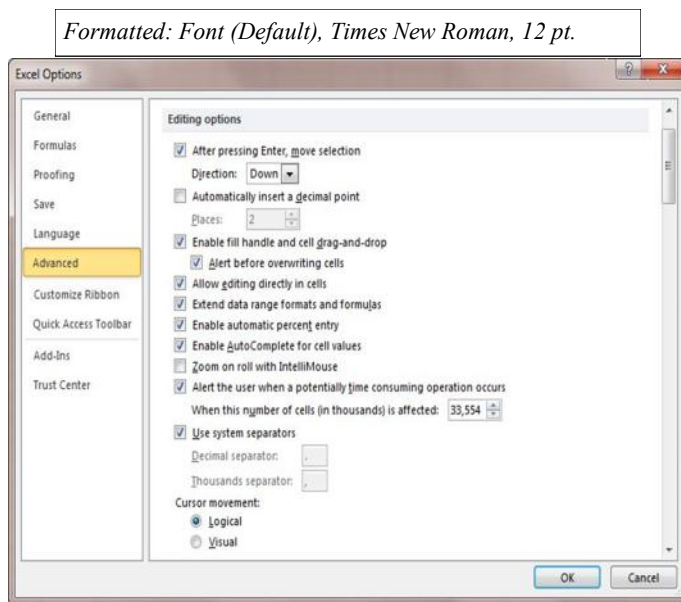 Formatted: Font (Default), Times New Roman, 12 pt.
Excel Options
General
Formulas
Proofing
Save
Language
Advanced
Customize Ribbon
Quick Access Toolbar
Add-Ins
Trust Center
Editing options
After pressing Enter, move selection
Direction: Down
Automatically insert a decimal point
Places: 2
Enable fill handle and cell drag-and-drop
Alert before overwriting cells
Allow editing directly in cells
Extend data range formats and formulas
Enable automatic percent entry
Enable AutoComplete for cell values
Zoom on roll with IntelliMouse
Alert the user when a potentially time consuming operation occurs
When this number of cells (in thousands) is affected: 33,554
Use system separators
Decimal separator: .
Thousands separator: ,
Cursor movement:
Logical
Visual
OK Cancel